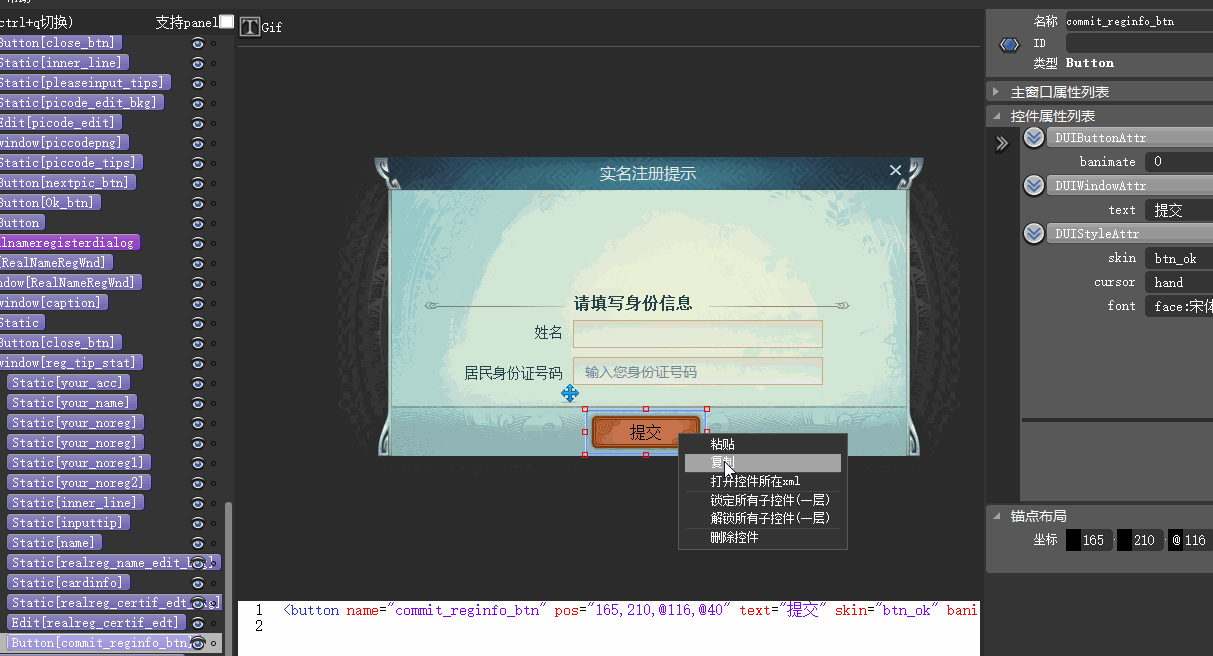 ctrl+q切换)
支持panel
Gif
Button[close_btn]
Static[inner_line]
Static[pleaseinput_tips]
Static[picode_edit_bkg]
Edit[picode_edit]
window[piccodepng]
Static[piccode_tips]
Button[nextpic_btn]
Button[Ok_btn]
Button
lnameregisterdialog
[RealNameRegWnd]
ndow[RealNameRegWnd]
window[caption]
Static
Button[close_btn]
window[reg_tip_stat]
Static[your_acc]
Static[your_name]
Static[your_noreg]
Static[your_noreg]
Static[your_noreg1]
Static[your_noreg2]
Static[inner_line]
Static[inputtip]
Static[name]
Static[realreg_name_edit_bkg]
Static[cardinfo]
Static[realreg_certif_edt_bkg]
Edit[realreg_certif_edt]
Button[commit_reginfo_btn]
实名注册提示
请填写身份信息
姓名
居民身份证号码
输入您身份证号码
提交
粘贴
复制
打开控件所在xml
锁定所有子控件(一层)
解锁所有子控件(一层)
删除控件
1 <button name="commit_reginfo_btn" pos="165,210,@116,@40" text="提交" skin="btn_ok" bani
2
名称 commit_reginfo_btn
ID
类型 Button
主窗口属性列表
控件属性列表
DUIButtonAttr
banimate 0
DUIWindowAttr
text 提交
DUIStyleAttr
skin btn_ok
cursor hand
font face:宋体
锚点布局
坐标 165 210 @ 116